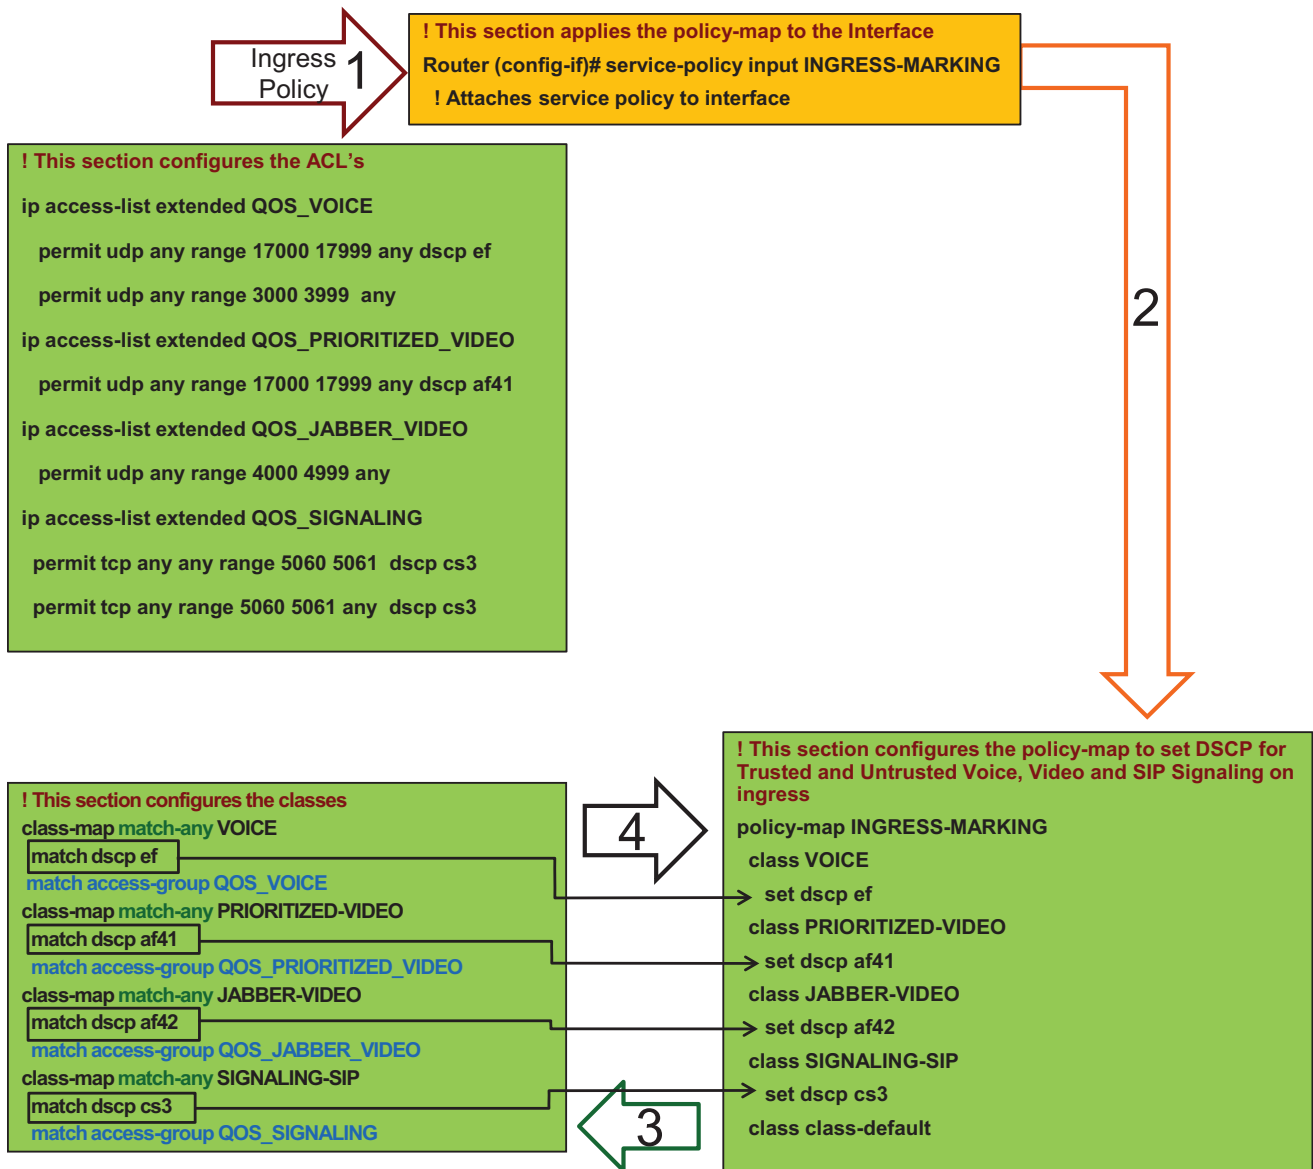 Ingress
Policy
1
! This section applies the policy-map to the Interface
Router (config-if)# service-policy input INGRESS-MARKING
! Attaches service policy to interface
2
! This section configures the ACL's
ip access-list extended QOS_VOICE
permit udp any range 17000 17999 any dscp ef
permit udp any range 3000 3999 any
ip access-list extended QOS_PRIORITIZED_VIDEO
permit udp any range 17000 17999 any dscp af41
ip access-list extended QOS_JABBER_VIDEO
permit udp any range 4000 4999 any
ip access-list extended QOS_SIGNALING
permit tcp any any range 5060 5061 dscp cs3
permit tcp any range 5060 5061 any dscp cs3
! This section configures the classes
class-map match-any VOICE
match dscp ef
match access-group QOS_VOICE
class-map match-any PRIORITIZED-VIDEO
match dscp af41
match access-group QOS_PRIORITIZED_VIDEO
class-map match-any JABBER-VIDEO
match dscp af42
match access-group QOS_JABBER_VIDEO
class-map match-any SIGNALING-SIP
match dscp cs3
match access-group QOS_SIGNALING
4
3
! This section configures the policy-map to set DSCP for
Trusted and Untrusted Voice, Video and SIP Signaling on
ingress
policy-map INGRESS-MARKING
class VOICE
set dscp ef
class PRIORITIZED-VIDEO
set dscp af41
class JABBER-VIDEO
set dscp af42
class SIGNALING-SIP
set dscp cs3
class class-default